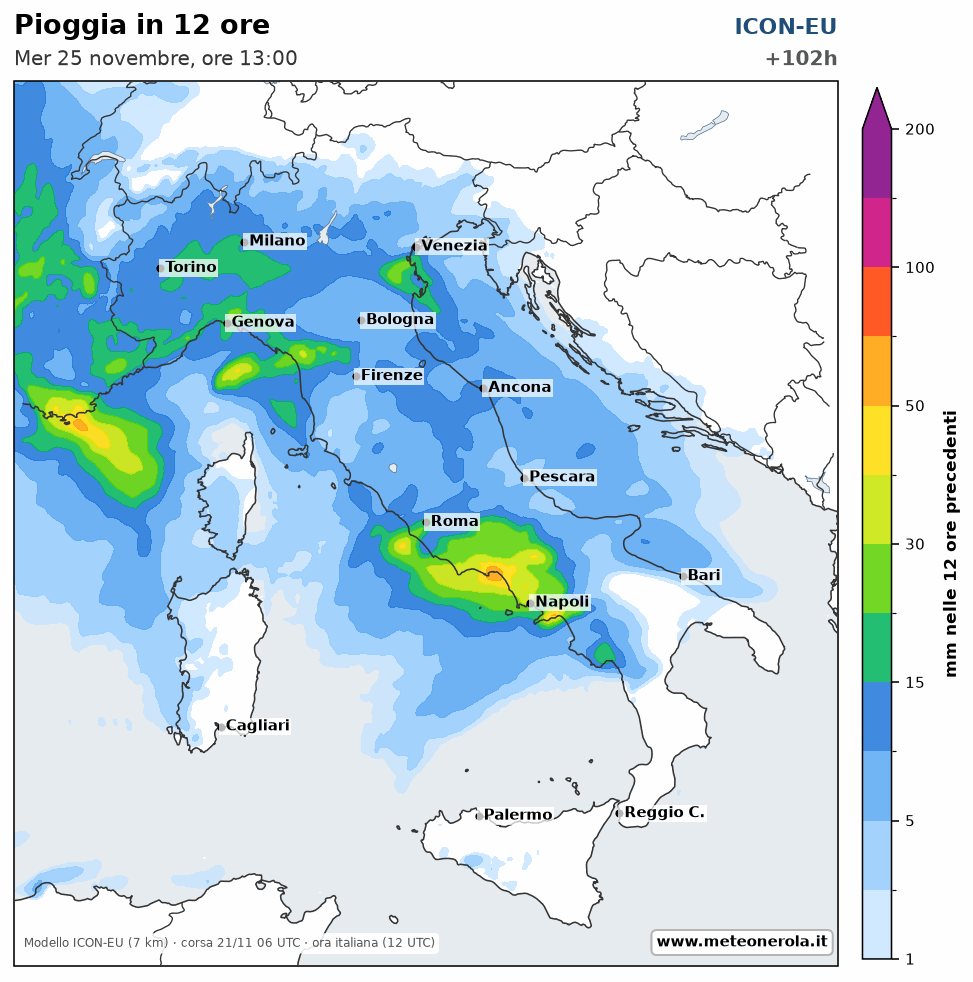 Pioggia in 12 ore
ICON-EU
Mer 25 novembre, ore 13:00
+102h
200
Milano
Venezia
Torino
100
Genova
Bologna
Firenze
Ancona
50
mm nelle 12 ore precedenti
Pescara
Roma
30
Bari
Napoli
15
Cagliari
Palermo
Reggio C.
5
Modello ICON-EU (7 km) · corsa 21/11 06 UTC · ora italiana (12 UTC)
www.meteonerola.it
1